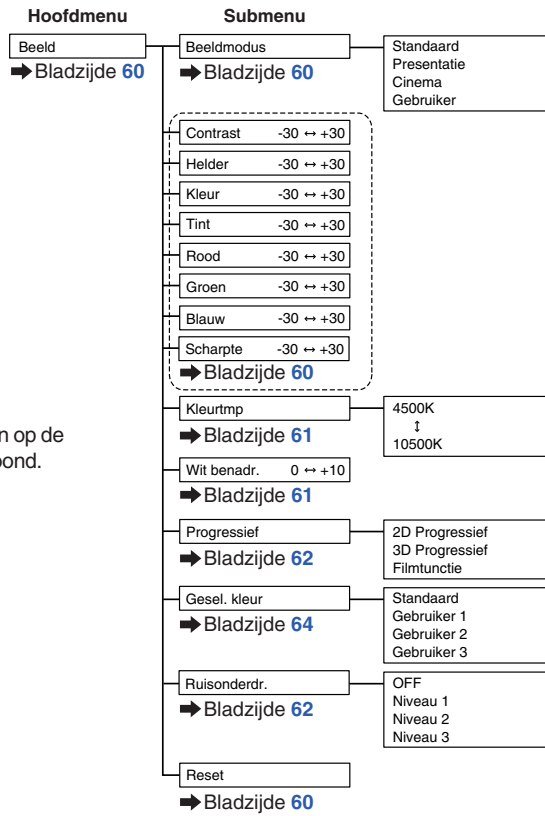 Hoofdmenu Submenu
Beeld
➡ Bladzijde 60
Beeldmodus
➡ Bladzijde 60
Standaard
Presentatie
Cinema
Gebruiker
Contrast -30 ↔ +30
Helder -30 ↔ +30
Kleur -30 ↔ +30
Tint -30 ↔ +30
Rood -30 ↔ +30
Groen -30 ↔ +30
Blauw -30 ↔ +30
Scharpte -30 ↔ +30
➡ Bladzijde 60
n op de
oond.
Kleurtmp
➡ Bladzijde 61
4500K
↕
10500K
Wit benadr. 0 ↔ +10
➡ Bladzijde 61
Progressief
➡ Bladzijde 62
2D Progressief
3D Progressief
Filmtunctie
Gesel. kleur
➡ Bladzijde 64
Standaard
Gebruiker 1
Gebruiker 2
Gebruiker 3
Ruisonderdr.
➡ Bladzijde 62
OFF
Niveau 1
Niveau 2
Niveau 3
Reset
➡ Bladzijde 60